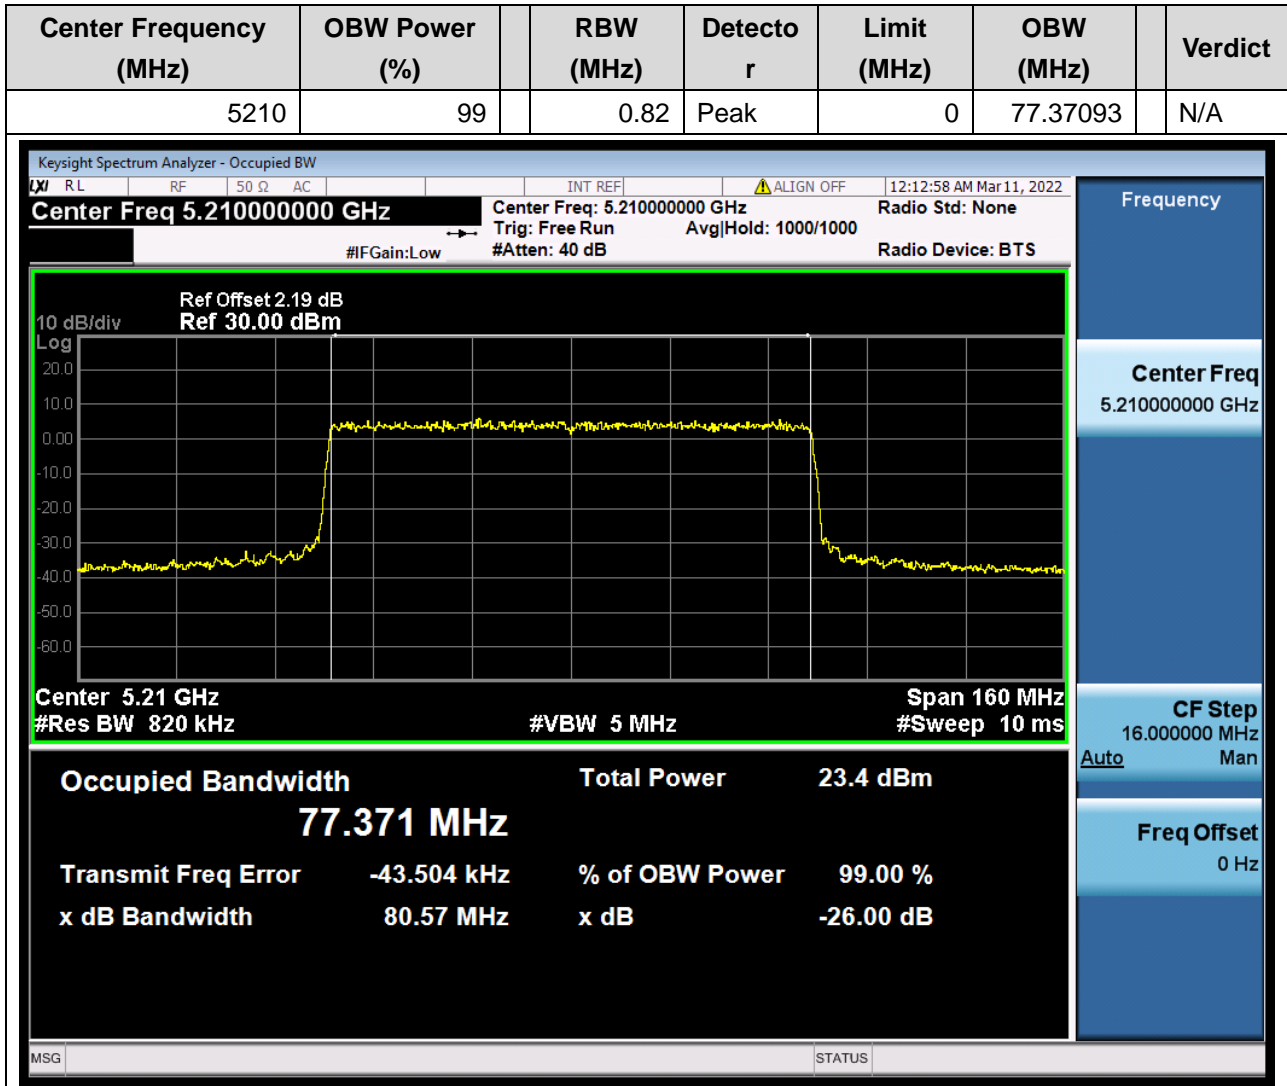 Center Frequency (MHz) OBW Power (%) RBW (MHz) Detector Limit (MHz) OBW (MHz) Verdict
5210 99 0.82 Peak 0 77.37093 N/A
Keysight Spectrum Analyzer - Occupied BW
LXI RL RF 50 Ω AC INT REF ALIGN OFF 12:12:58 AM Mar 11, 2022
Center Freq 5.210000000 GHz
Center Freq: 5.210000000 GHz
Radio Std: None
Trig: Free Run Avg|Hold: 1000/1000
#IFGain:Low
#Atten: 40 dB
Radio Device: BTS
Ref Offset 2.19 dB
10 dB/div Ref 30.00 dBm
Log
20.0
10.0
0.00
-10.0
-20.0
-30.0
-40.0
-50.0
-60.0
Center 5.21 GHz Span 160 MHz
#Res BW 820 kHz #VBW 5 MHz #Sweep 10 ms
Occupied Bandwidth Total Power 23.4 dBm
77.371 MHz
Transmit Freq Error -43.504 kHz % of OBW Power 99.00 %
x dB Bandwidth 80.57 MHz x dB -26.00 dB
Frequency
Center Freq
5.210000000 GHz
CF Step
16.000000 MHz
Auto Man
Freq Offset
0 Hz
MSG STATUS